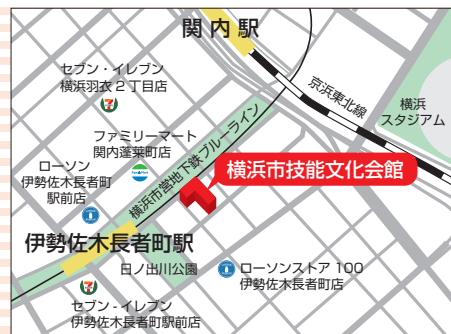 関内駅
セブン・イレブン
横浜羽衣2丁目店
京浜東北線
横浜
スタジアム
ファミリーマート
関内蓬莱町店
横浜市営地下鉄 ブルーライン
横浜市技能文化会館
ローソン
伊勢佐木長者町
駅前店
伊勢佐木長者町駅
日ノ出川公園
ローソンストア100
伊勢佐木長者町店
セブン-イレブン
伊勢佐木長者町駅前店